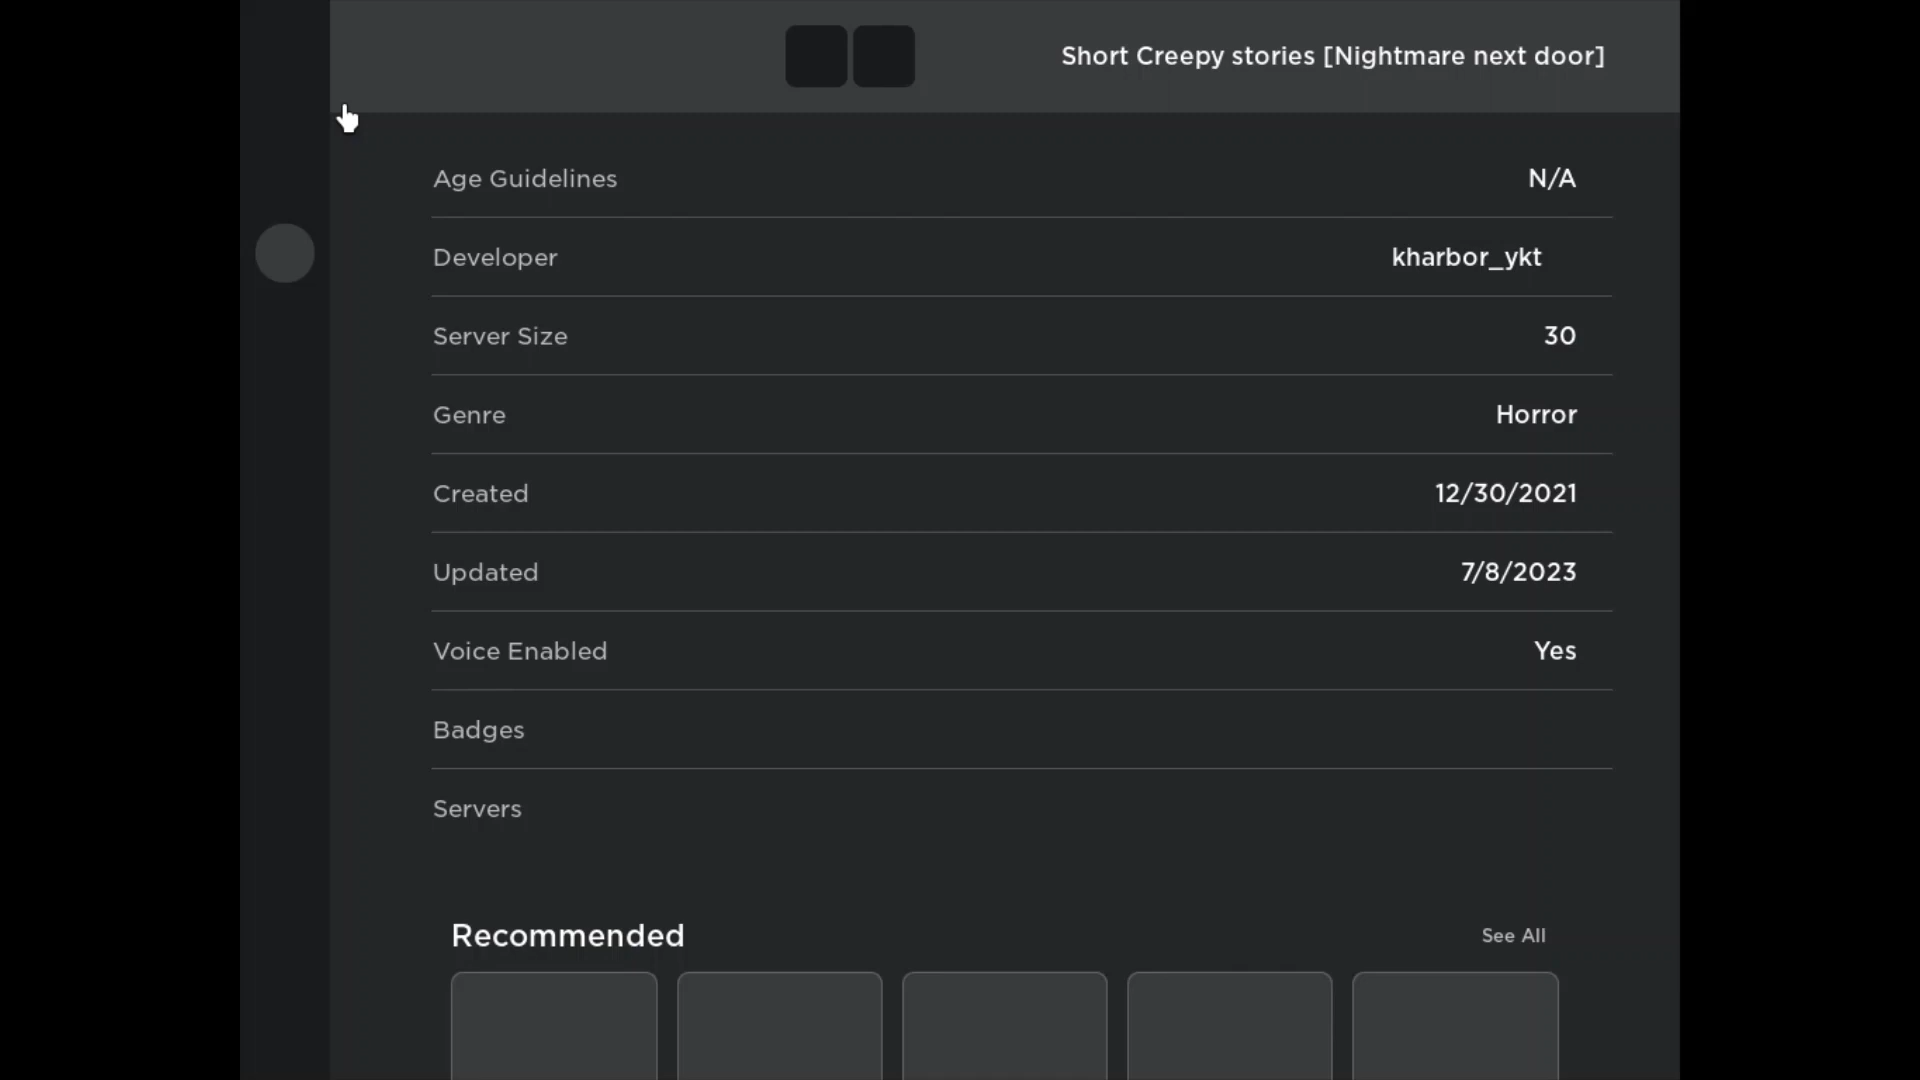 Short Creepy stories [Nightmare next door]
Age Guidelines N/A
Developer kharbor_ykt
Server Size 30
Genre Horror
Created 12/30/2021
Updated 7/8/2023
Voice Enabled Yes
Badges
Servers
Recommended See All